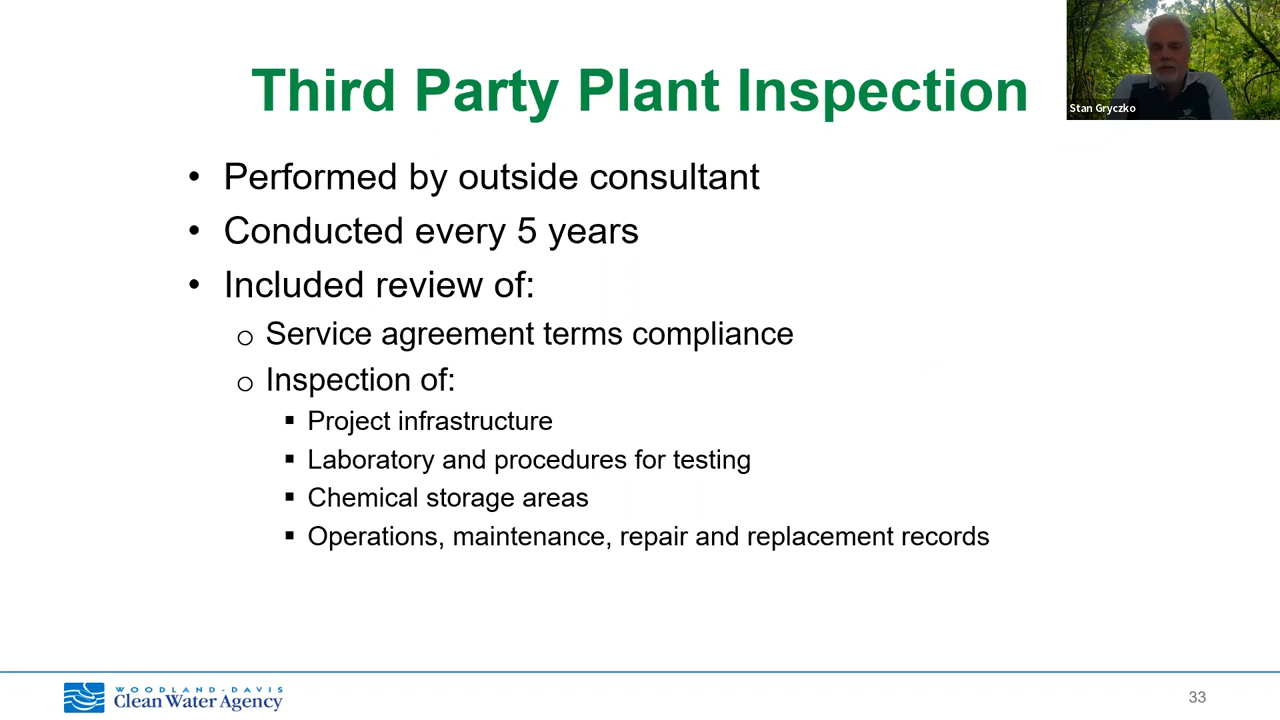 Third Party Plant Inspection
Stan Gryczko
• Performed by outside consultant
• Conducted every 5 years
• Included review of:
o Service agreement terms compliance
o Inspection of:
▪ Project infrastructure
▪ Laboratory and procedures for testing
▪ Chemical storage areas
▪ Operations, maintenance, repair and replacement records
WOODLAND-DAVIS
Clean Water Agency
33